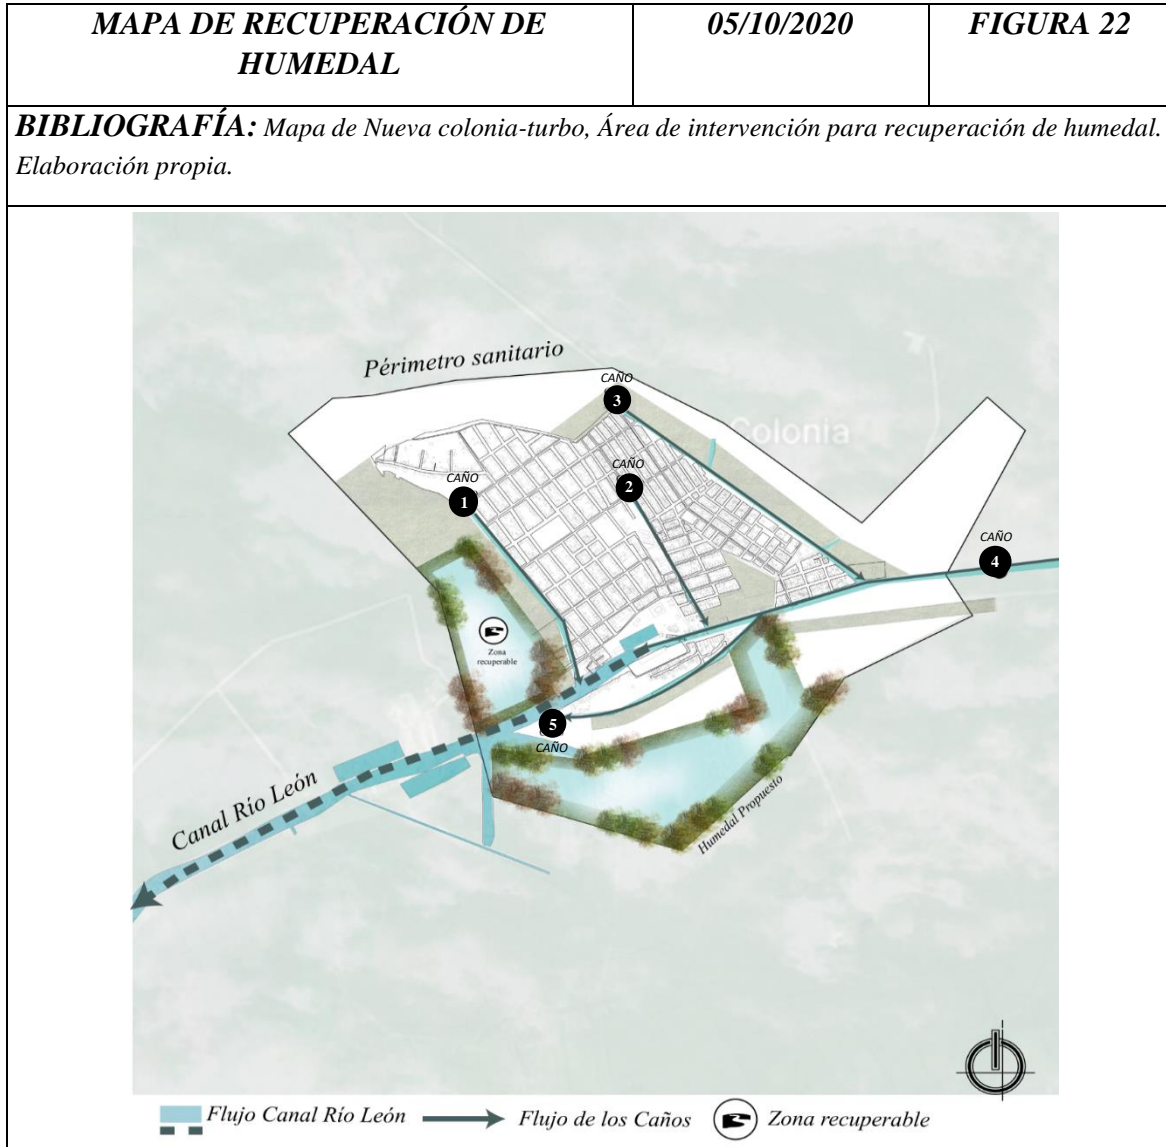 MAPA DE RECUPERACIÓN DE
HUMEDAL
05/10/2020
FIGURA 22
BIBLIOGRAFÍA: Mapa de Nueva colonia-turbo, Área de intervención para recuperación de humedal.
Elaboración propia.
Périmetro sanitario
CAÑO
3
Colonia
CAÑO
2
CAÑO
1
CAÑO
4
Zona
recuperable
5
CAÑO
Canal Río León
Humedal Propuesto
Flujo Canal Río León
Flujo de los Caños
Zona recuperable